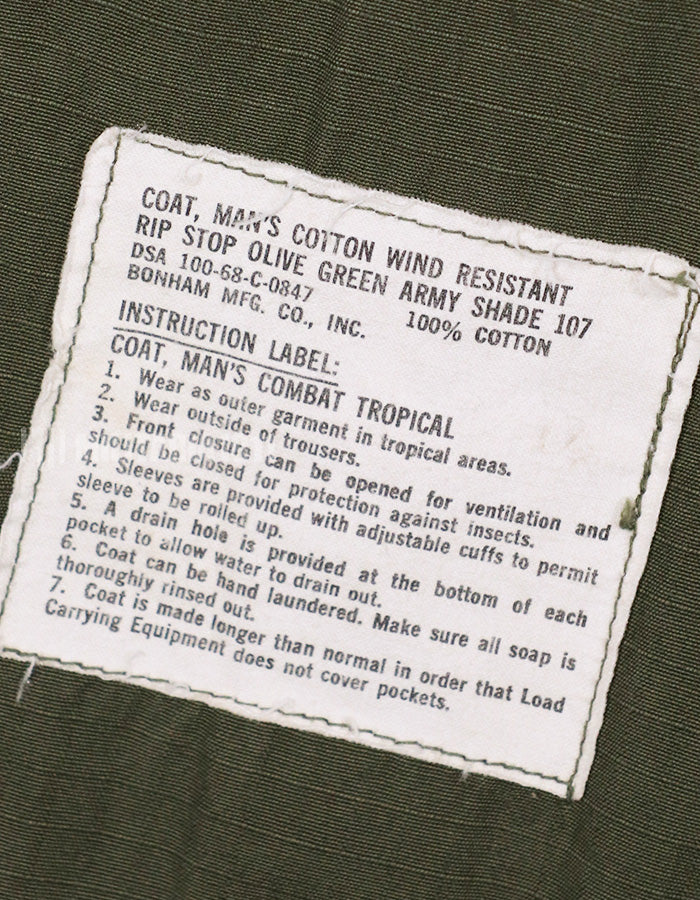 COAT, MAN'S COTTON WIND RESISTANT
RIP STOP OLIVE GREEN ARMY SHADE 107
DSA 100-68-C-0847 100% COTTON
BONHAM MFG. CO., INC.
INSTRUCTION LABEL:
COAT, MAN'S COMBAT TROPICAL
1. Wear as outer garment in tropical areas.
2. Wear outside of trousers.
3. Front closure can be opened for ventilation and
should be closed for protection against insects.
4. Sleeves are provided with adjustable cuffs to permit
sleeve to be rolled up.
5. A drain hole is provided at the bottom of each
pocket to allow water to drain out.
6. Coat can be hand laundered. Make sure all soap is
thoroughly rinsed out.
7. Coat is made longer than normal in order that Load
Carrying Equipment does not cover pockets.